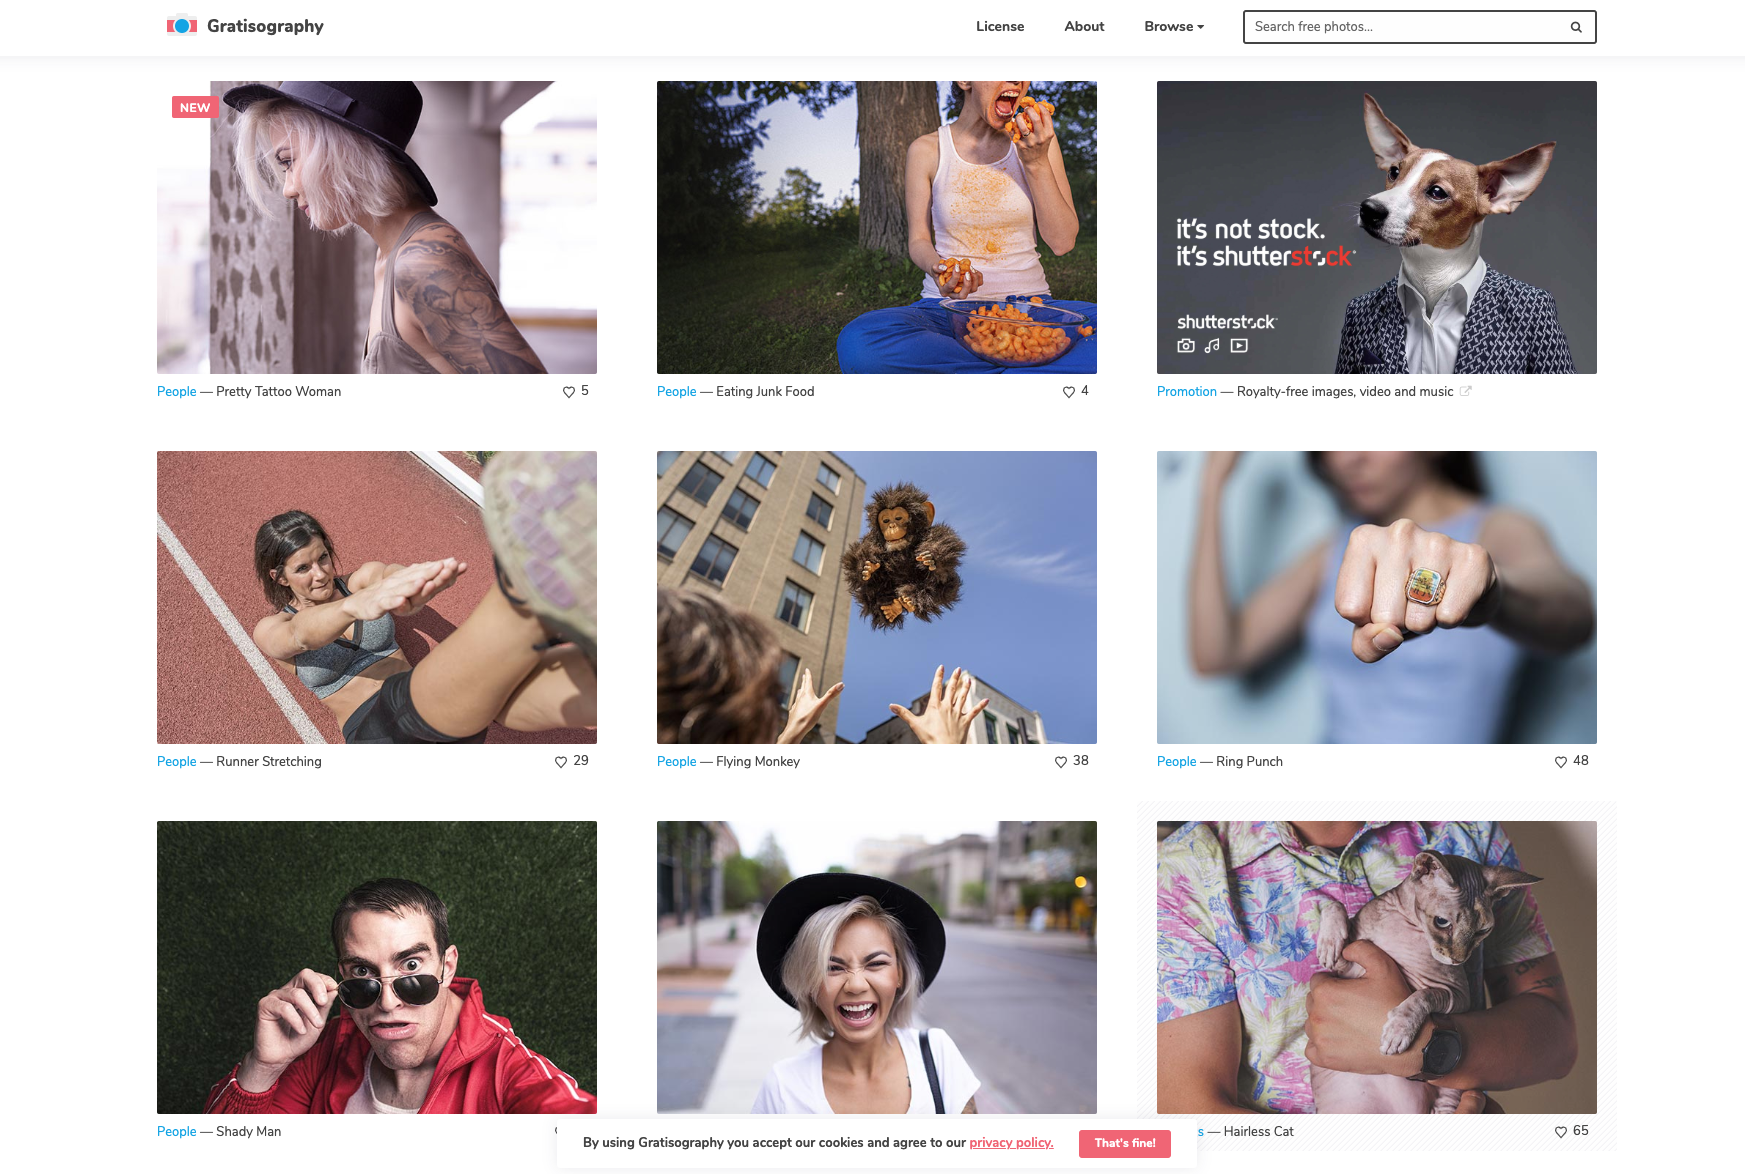 Gratisography
License
About
Browse
Search free photos...
NEW
it's not stock.
it's shutterstock
shutterstock
People — Pretty Tattoo Woman
5
People — Eating Junk Food
4
Promotion — Royalty-free images, video and music
People — Runner Stretching
29
People — Flying Monkey
38
People — Ring Punch
48
People — Shady Man
s — Hairless Cat
65
By using Gratisography you accept our cookies and agree to our privacy policy.
That's fine!